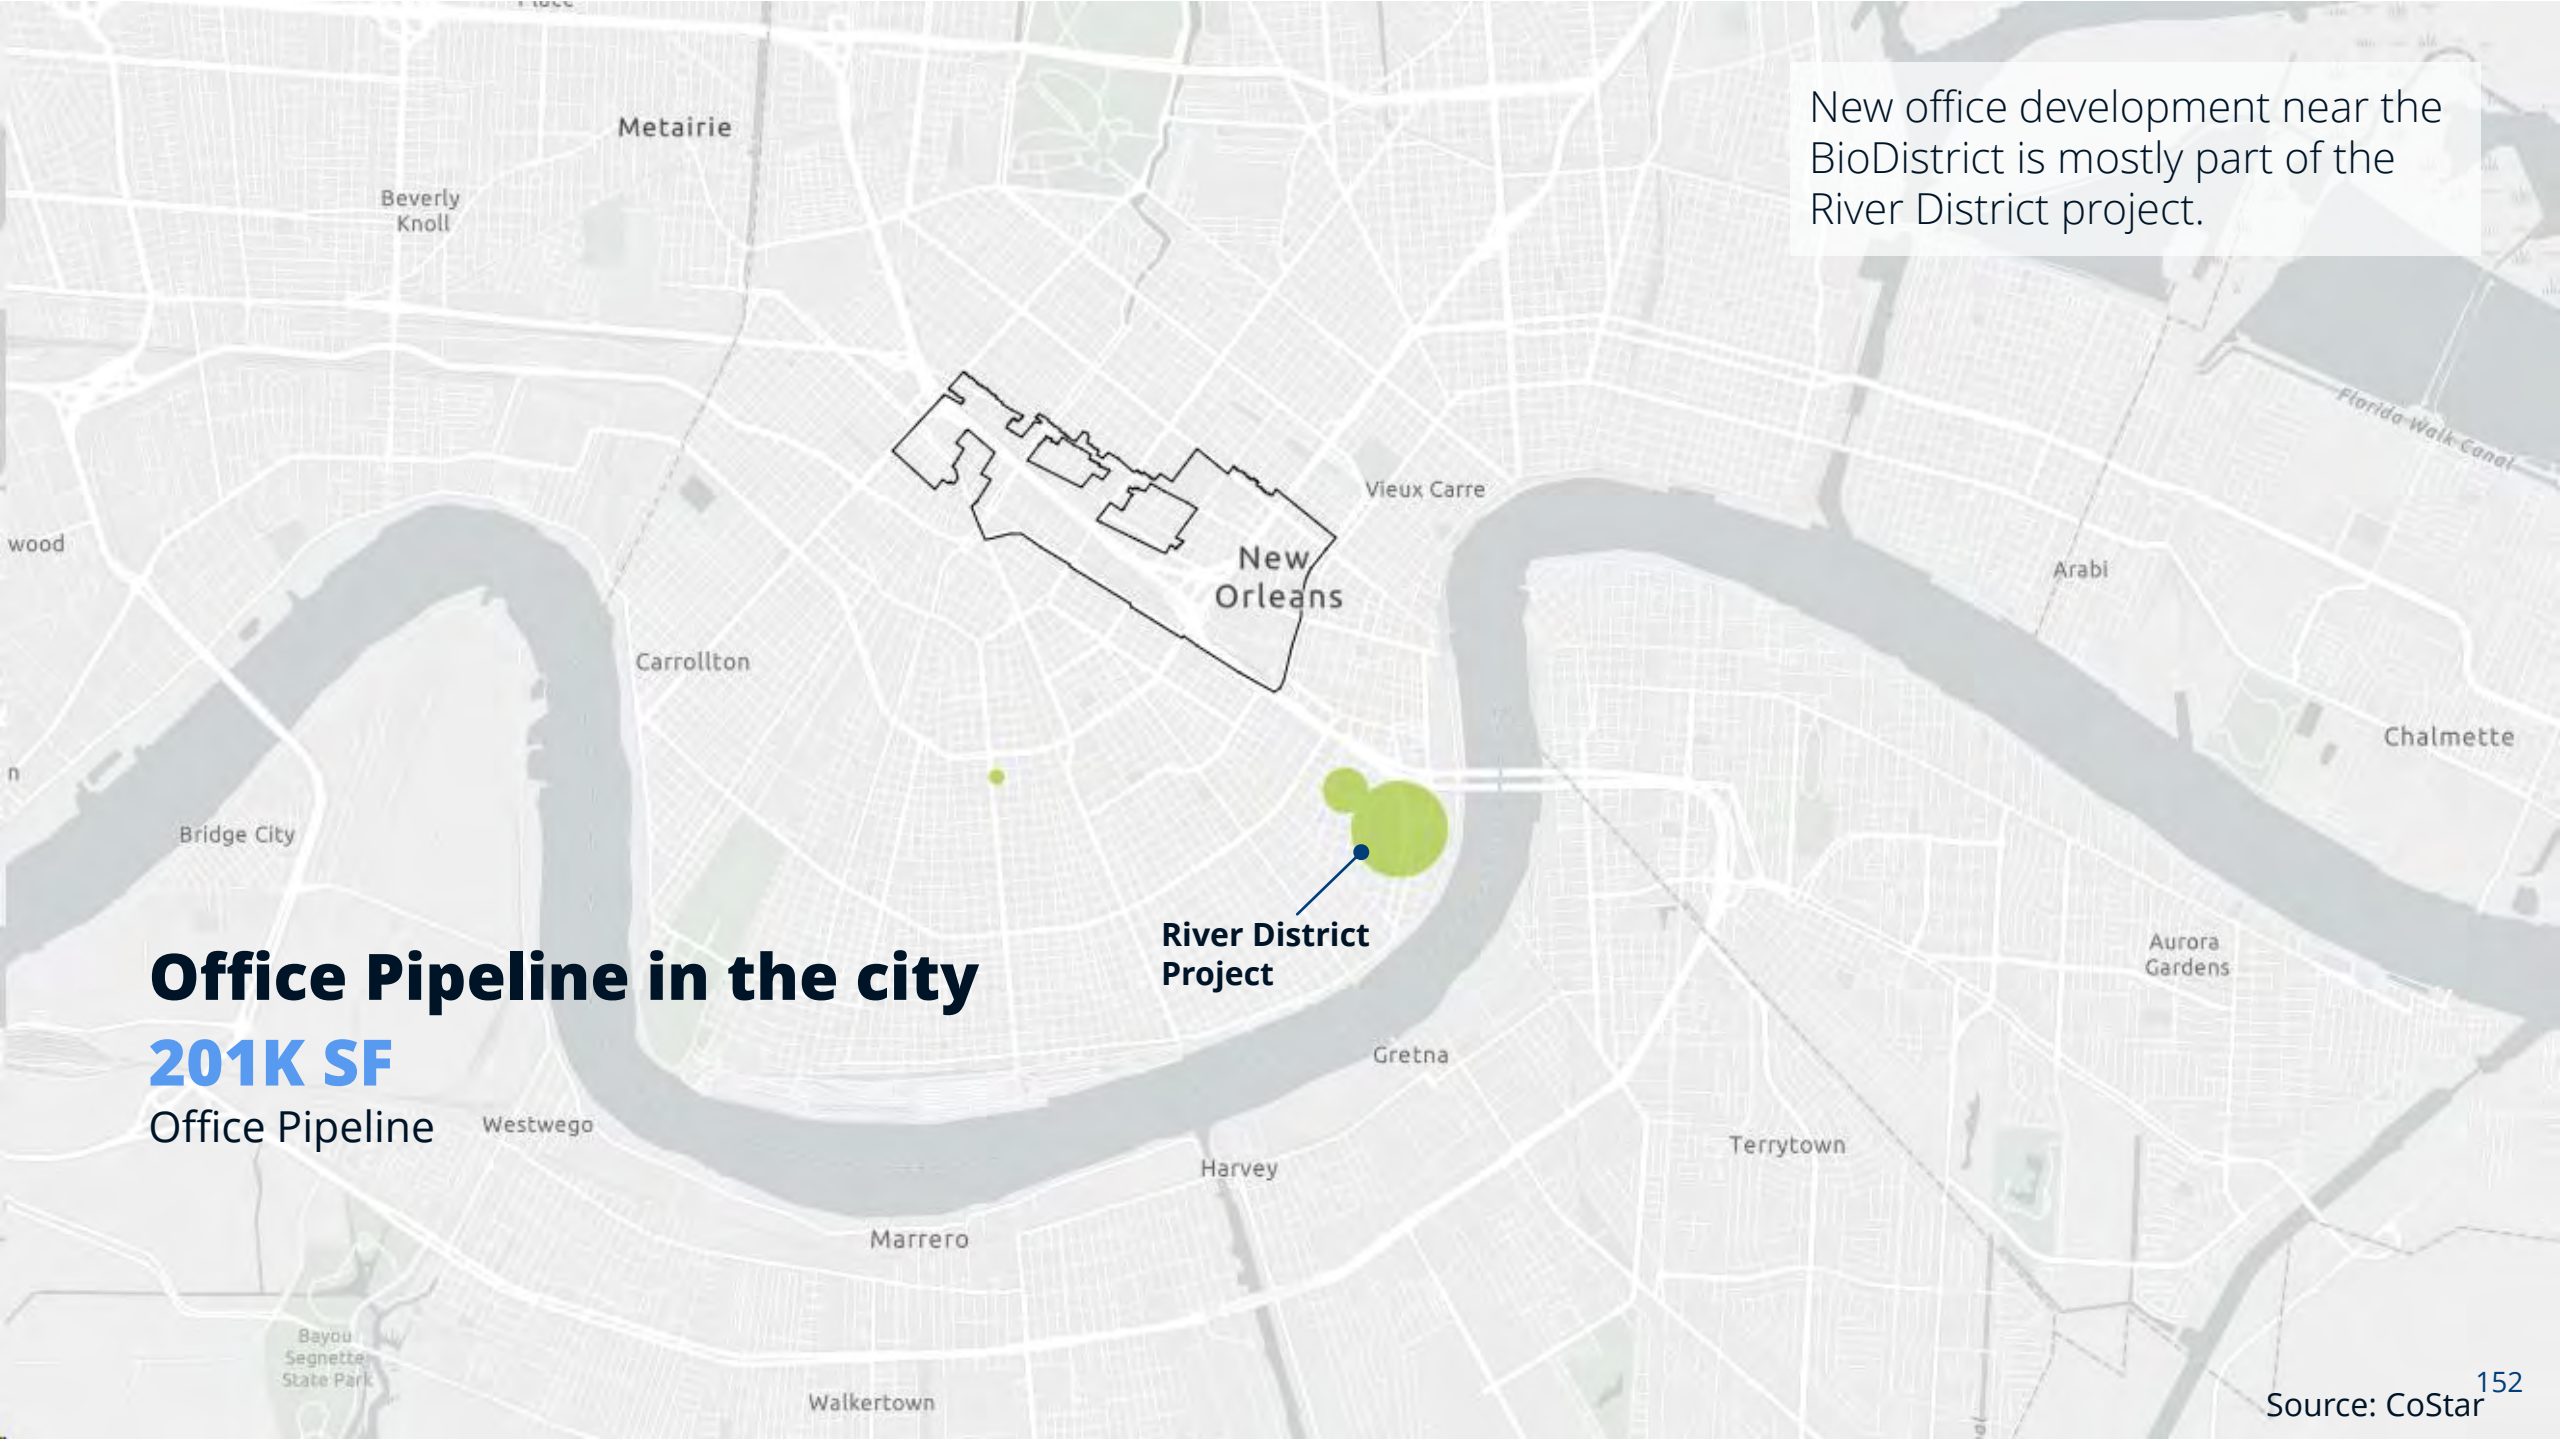 Metairie
Beverly
Knoll
New office development near the
BioDistrict is mostly part of the
River District project.
Florida Walk Canal
Vieux Carre
wood
New
Orleans
Arabi
Carrollton
Chalmette
n
Bridge City
River District
Project
Aurora
Gardens
Office Pipeline in the city
201K SF
Office Pipeline
Westwego
Gretna
Terrytown
Harvey
Marrero
Bayou
Segnette
State Park
Walkertown
152
Source: CoStar